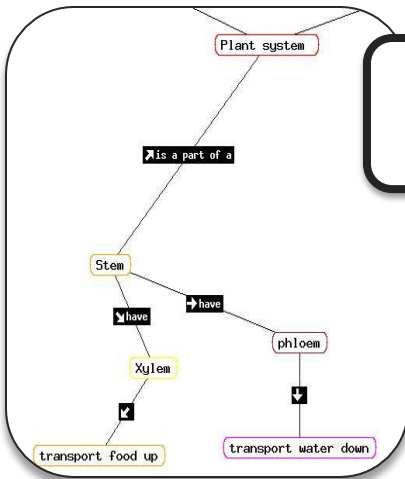 Plant system
is a part of a
Stem
have
have
phloem
Xylem
transport food up
transport water down